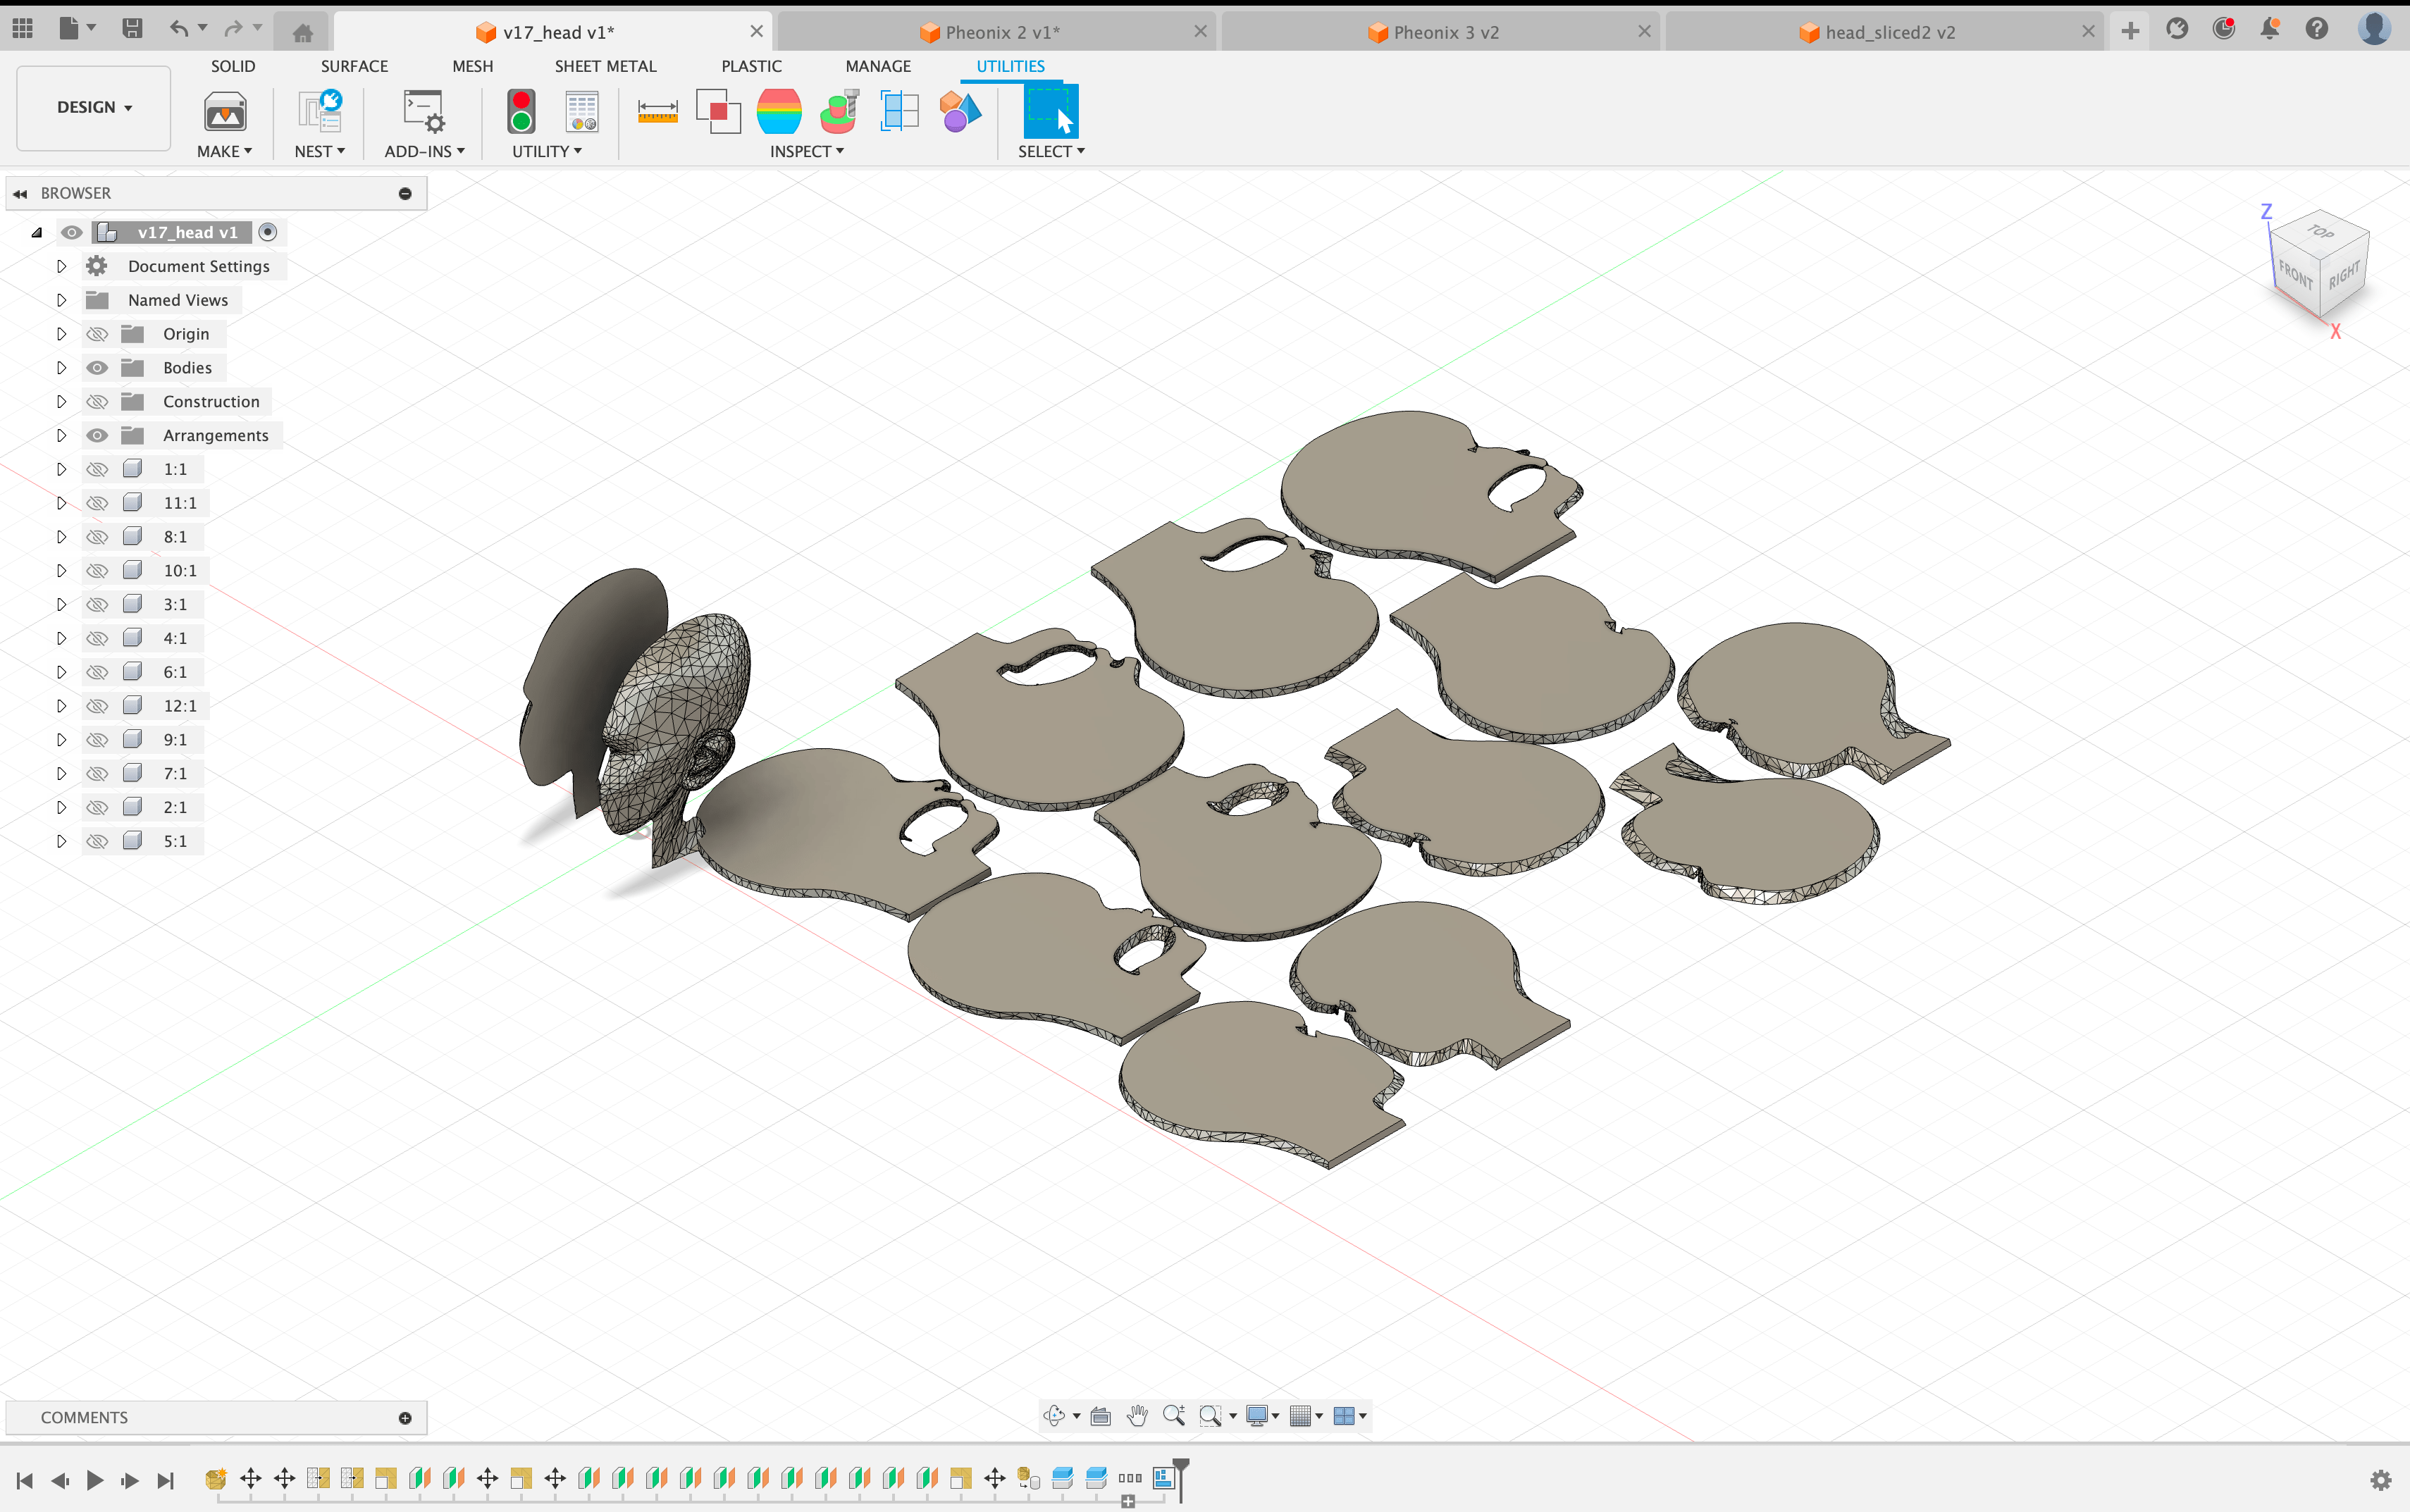 v17_head v1*
Pheonix 2 v1*
Pheonix 3 v2
head_sliced2 v2
SOLID
SURFACE
MESH
SHEET METAL
PLASTIC
MANAGE
UTILITIES
DESIGN
MAKE
NEST
ADD-INS
UTILITY
INSPECT
SELECT
BROWSER
v17_head v1
Document Settings
Named Views
Origin
Bodies
Construction
Arrangements
1:1
11:1
8:1
10:1
3:1
4:1
6:1
12:1
9:1
7:1
2:1
5:1
Z
TOP
FRONT
RIGHT
X
COMMENTS